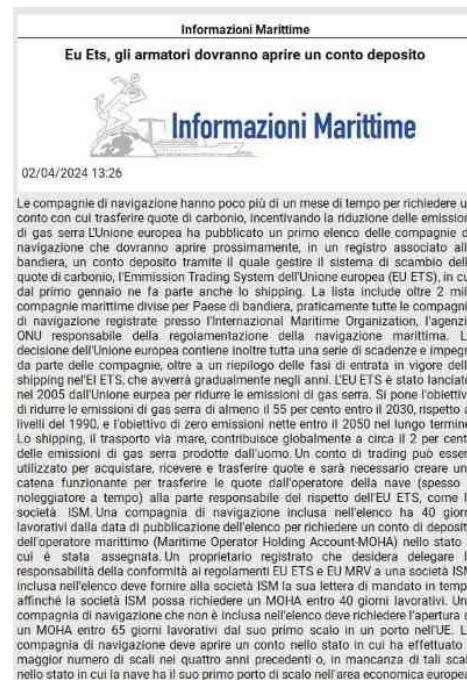 Informazioni Marittime
Eu Ets, gli armatori dovranno aprire un conto deposito
Informazioni Marittime
02/04/2024 13:26
Le compagnie di navigazione hanno poco più di un mese di tempo per richiedere u
conto con cui trasferire quote di carbonio, incentivando la riduzione delle emission
di gas serra L'Unione europea ha pubblicato un primo elenco delle compagnie d
navigazione che dovranno aprire prossimamente, in un registro associato all
bandiera, un conto deposito tramite il quale gestire il sistema di scambio dell
quote di carbonio, l'Emmission Trading System dell'Unione europea (EU ETS), in cu
dal primo gennaio ne fa parte anche lo shipping. La lista include oltre 2 mil
compagnie marittime divise per Paese di bandiera, praticamente tutte le compagni
di navigazione registrate presso l'Internazional Maritime Organization, l'agenzi
ONU responsabile della regolamentazione della navigazione marittima. L
decisione dell'Unione europea contiene inoltre tutta una serie di scadenze e impegn
da parte delle compagnie, oltre a un riepilogo delle fasi di entrata in vigore dell
shipping nel'EI ETS, che avverrà gradualmente negli anni. L'EU ETS è stato lanciat
nel 2005 dall'Unione eurpea per ridurre le emissioni di gas serra. Si pone l'obiettiv
di ridurre le emissioni di gas serra di almeno il 55 per cento entro il 2030, rispetto a
livelli del 1990, e l'obiettivo di zero emissioni nette entro il 2050 nel lungo termine
Lo shipping, il trasporto via mare, contribuisce globalmente a circa il 2 per cent
delle emissioni di gas serra prodotte dall'uomo. Un conto di trading può esser
utilizzato per acquistare, ricevere e trasferire quote e sarà necessario creare un
catena funzionante per trasferire le quote dall'operatore della nave (spesso i
noleggiatore a tempo) alla parte responsabile del rispetto dell'EU ETS, come l
società ISM. Una compagnia di navigazione inclusa nell'elenco ha 40 giorn
lavorativi dalla data di pubblicazione dell'elenco per richiedere un conto di deposit
dell'operatore marittimo (Maritime Operator Holding Account-MOHA) nello stato
cui è stata assegnata. Un proprietario registrato che desidera delegare l
responsabilità della conformità ai regolamenti EU ETS e EU MRV a una società ISM
inclusa nell'elenco deve fornire alla società ISM la sua lettera di mandato in temp
affinché la società ISM possa richiedere un MOHA entro 40 giorni lavorativi. Un
compagnia di navigazione che non è inclusa nell'elenco deve richiedere l'apertura d
un MOHA entro 65 giorni lavorativi dal suo primo scalo in un porto nell'UE. L
compagnia di navigazione deve aprire un conto nello stato in cui ha effettuato i
maggior numero di scali nei quattro anni precedenti o, in mancanza di tali scal
nello stato in cui la nave ha il suo primo porto di scalo nell'area economica europe